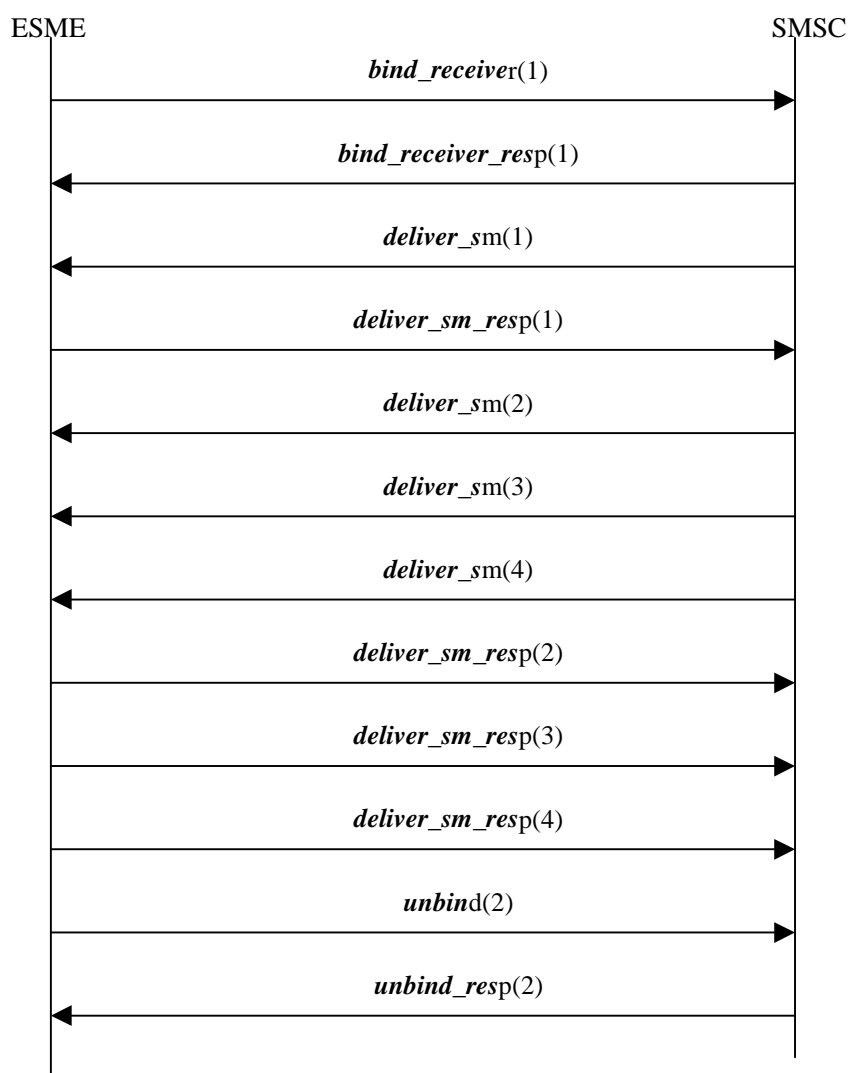 ESME SMSC
bind_receiver(1)
bind_receiver_resp(1)
deliver_sm(1)
deliver_sm_resp(1)
deliver_sm(2)
deliver_sm(3)
deliver_sm(4)
deliver_sm_resp(2)
deliver_sm_resp(3)
deliver_sm_resp(4)
unbind(2)
unbind_resp(2)